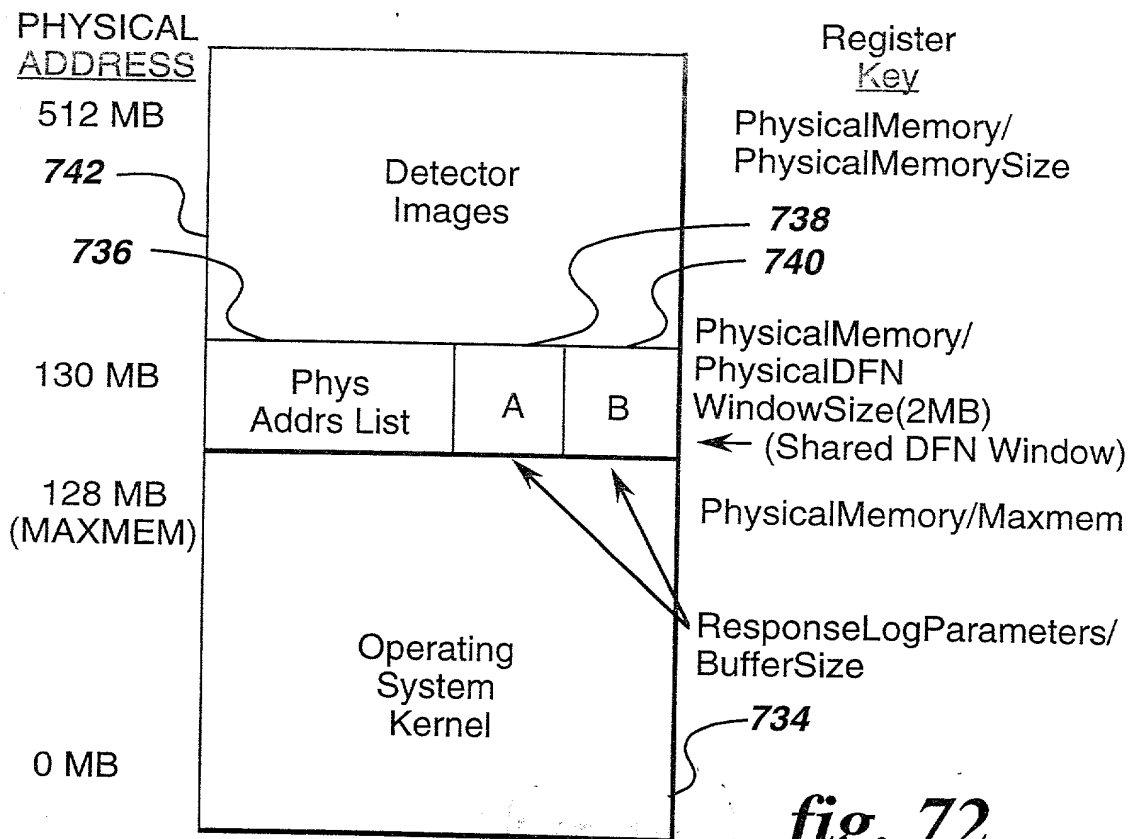 PHYSICAL
ADDRESS
512 MB
742
736
130 MB
128 MB
(MAXMEM)
0 MB
Detector
Images
Phys
Addrs List
A
B
Operating
System
Kernel
Register
Key
PhysicalMemory/
PhysicalMemorySize
738
740
PhysicalMemory/
PhysicalDFN
WindowSize(2MB)
(Shared DFN Window)
PhysicalMemory/Maxmem
ResponseLogParameters/
BufferSize
734
fig. 72